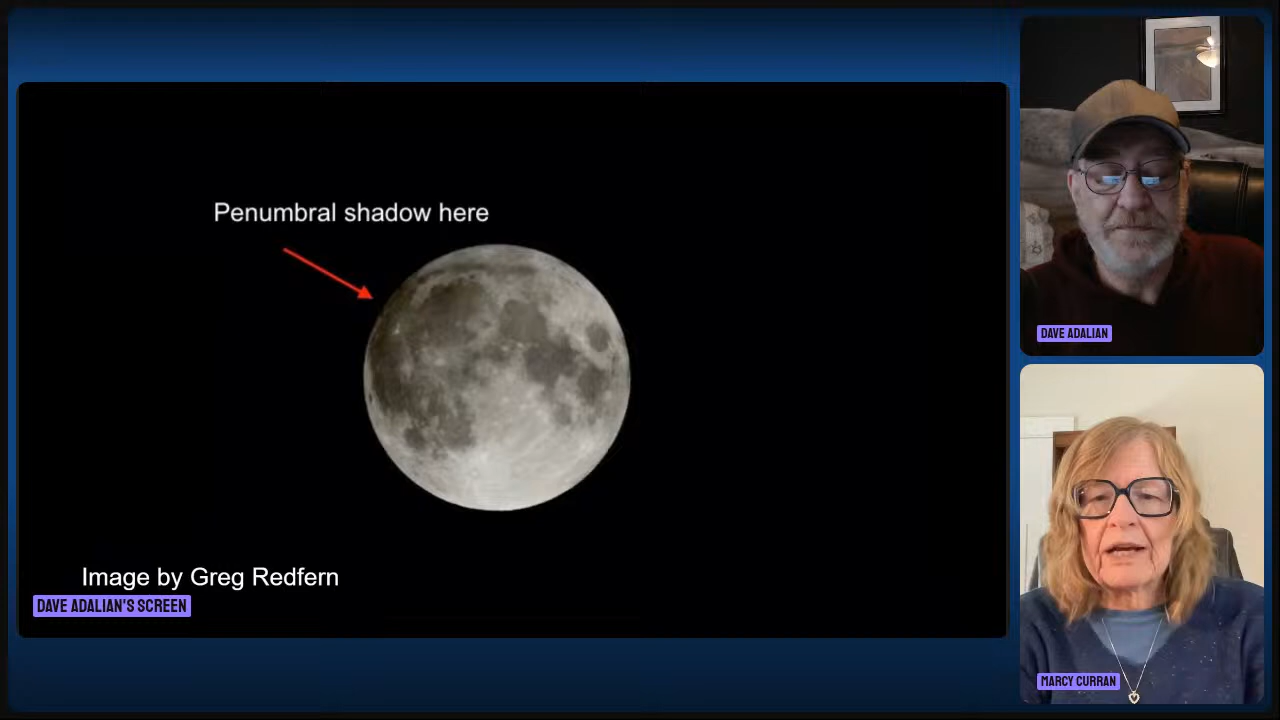 Penumbral shadow here
Image by Greg Redfern
DAVE ADALIAN'S SCREEN
DAVE ADALIAN
MARCY CURRAN